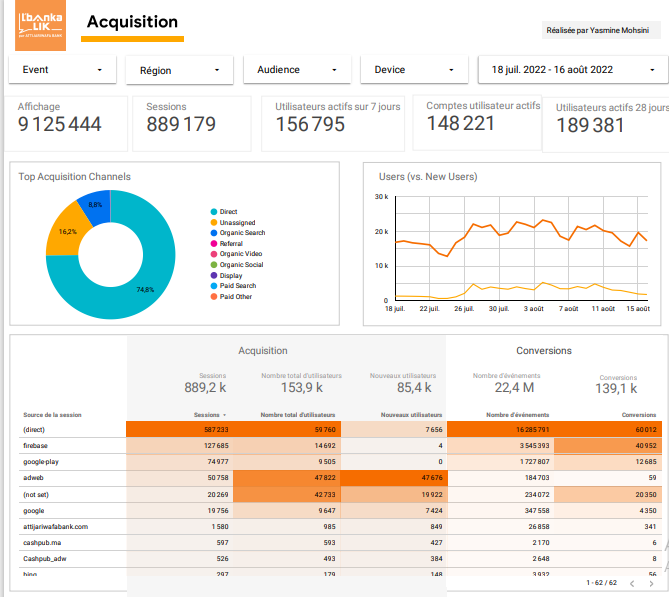 l'bankaLIK
par ATTIJARIWAFA BANK
Acquisition
Réalisée par Yasmine Mohsini
Event
Région
Audience
Device
18 juil. 2022 - 16 août 2022
Affichage
9 125 444
Sessions
889 179
Utilisateurs actifs sur 7 jours
156 795
Comptes utilisateur actifs
148 221
Utilisateurs actifs 28 jours
189 381
Top Acquisition Channels
8,8%
16,2%
74,8%
Direct
Unassigned
Organic Search
Referral
Organic Video
Organic Social
Display
Paid Search
Paid Other
Users (vs. New Users)
30 k
20 k
10 k
0
18 juil. 22 juil. 26 juil. 30 juil. 3 août 7 août 11 août 15 août
Acquisition Conversions
Sessions Nombre total d'utilisateurs Nouveaux utilisateurs Nombre d'événements Conversions
889,2 k 153,9 k 85,4 k 22,4 M 139,1 k
Source de la session Sessions Nombre total d'utilisateurs Nouveaux utilisateurs Nombre d'événements Conversions
(direct) 587 233 59 760 7 656 16 285 791 60 012
firebase 127 685 14 692 4 3 545 393 40 952
google-play 74 977 9 505 0 1 727 807 12 685
adweb 50 758 47 822 47 676 184 703 59
(not set) 20 269 42 733 19 922 234 072 20 350
google 19 756 9 647 7 424 347 558 4 350
attijariwafabank.com 1 580 985 849 26 858 341
cashpub.ma 597 593 427 2 170 6
Cashpub_adw 526 493 384 2 648 8
bing 297 179 148 3 932 56
1 - 62 / 62